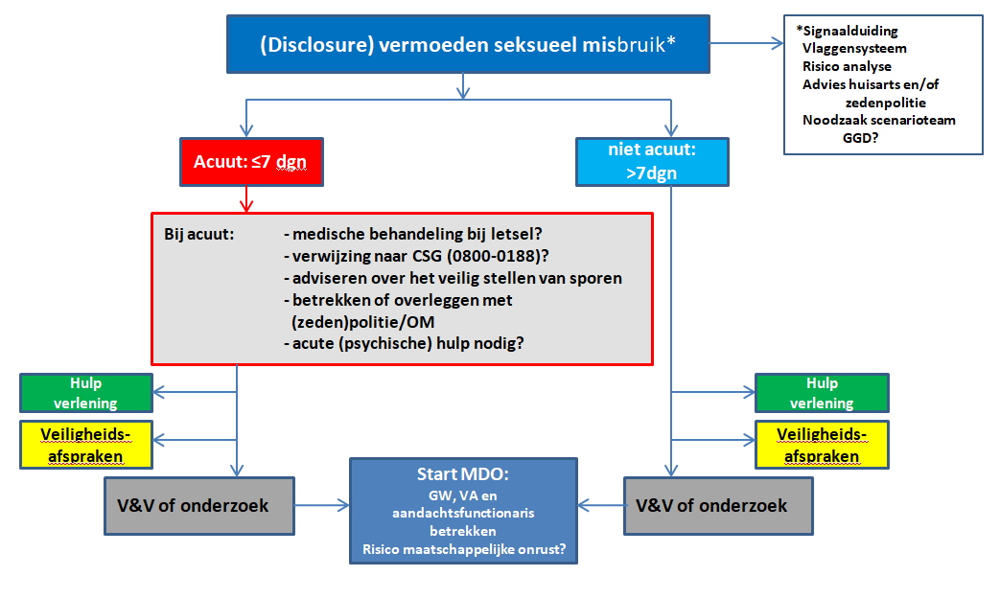 (Disclosure) vermoeden seksueel misbruik*
*Signaalduiding
Vlaggensysteem
Risico analyse
Advies huisarts en/of
zedenpolitie
Noodzaak scenarioteam
GGD?
Acuut: ≤7 dgn
niet acuut:
>7dgn
Bij acuut: - medische behandeling bij letsel?
- verwijzing naar CSG (0800-0188)?
- adviseren over het veilig stellen van sporen
- betrekken of overleggen met
(zeden)politie/OM
- acute (psychische) hulp nodig?
Hulp
verlening
Veiligheids-
afspraken
Hulp
verlening
Veiligheids-
afspraken
V&V of onderzoek
Start MDO:
GW, VA en
aandachtsfunctionaris
betrekken
Risico maatschappelijke onrust?
V&V of onderzoek